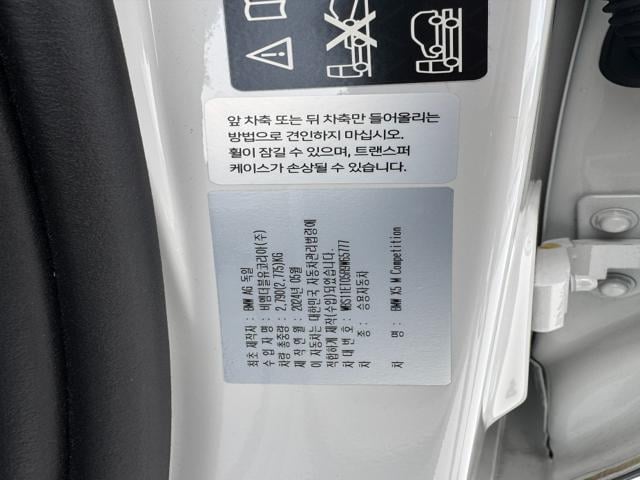 앞 차축 또는 뒤 차축만 들어올리는
방법으로 견인하지 마십시오.
휠이 잠길 수 있으며, 트랜스퍼
케이스가 손상될 수 있습니다.
최초 제작자 : BMW AG 독일
수 입 자 명 : 비엠더블유코리아(주)
차량 총중량 : 2,790(2,775)KG
제 작 연 월 : 2024년 05월
이 자동차는 대한민국 자동차관리법령에
적합하게 제작(수입)되었습니다.
차 대 번 호 : WBS11ET05R9W65777
차 종 : 승용자동차
차 명 : BMW X5 M Competition